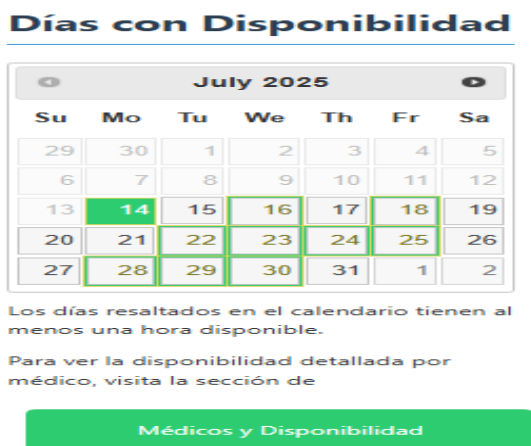 Días con Disponibilidad
July 2025
Su Mo Tu We Th Fr Sa
29 30 1 2 3 4 5
6 7 8 9 10 11 12
13 14 15 16 17 18 19
20 21 22 23 24 25 26
27 28 29 30 31 1 2
Los días resaltados en el calendario tienen al
menos una hora disponible.
Para ver la disponibilidad detallada por
médico, visita la sección de
Médicos y Disponibilidad